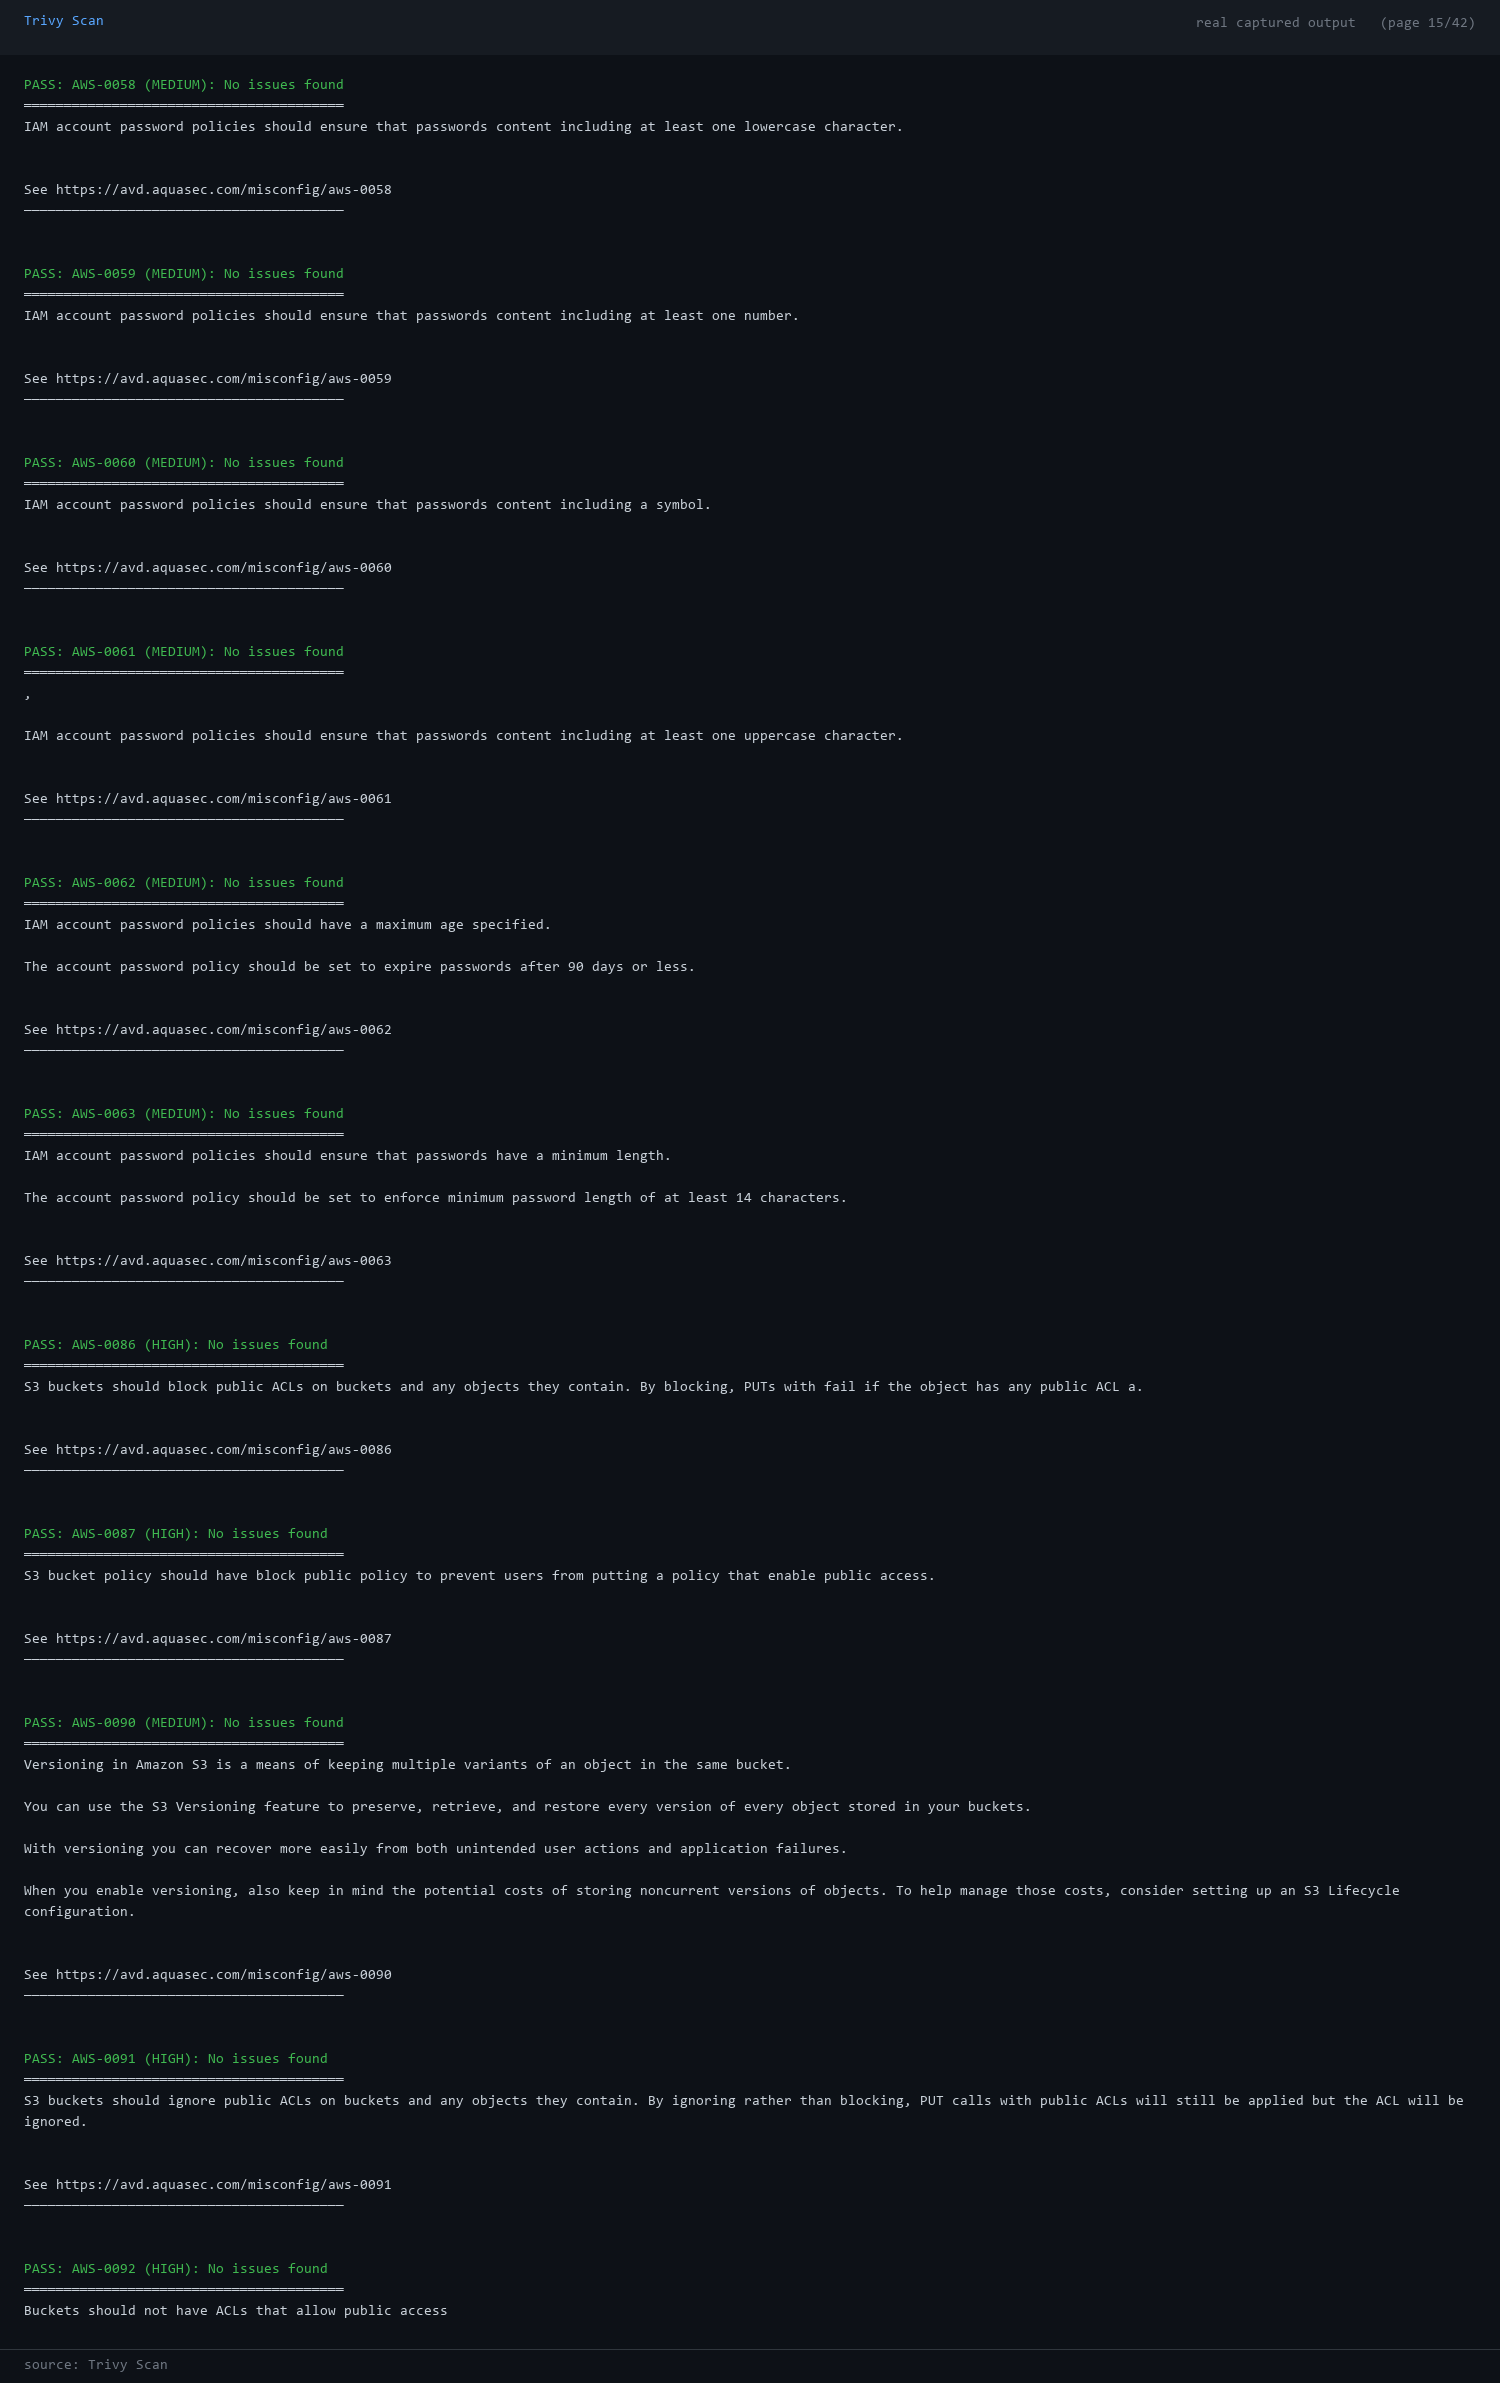 Trivy Scan
real captured output   (page 15/42)
PASS: AWS-0058 (MEDIUM): No issues found
════════════════════════════════════════
IAM account password policies should ensure that passwords content including at least one lowercase character.
See https://avd.aquasec.com/misconfig/aws-0058
────────────────────────────────────────
PASS: AWS-0059 (MEDIUM): No issues found
════════════════════════════════════════
IAM account password policies should ensure that passwords content including at least one number.
See https://avd.aquasec.com/misconfig/aws-0059
────────────────────────────────────────
PASS: AWS-0060 (MEDIUM): No issues found
════════════════════════════════════════
IAM account password policies should ensure that passwords content including a symbol.
See https://avd.aquasec.com/misconfig/aws-0060
────────────────────────────────────────
PASS: AWS-0061 (MEDIUM): No issues found
════════════════════════════════════════
,
IAM account password policies should ensure that passwords content including at least one uppercase character.
See https://avd.aquasec.com/misconfig/aws-0061
────────────────────────────────────────
PASS: AWS-0062 (MEDIUM): No issues found
════════════════════════════════════════
IAM account password policies should have a maximum age specified.
The account password policy should be set to expire passwords after 90 days or less.
See https://avd.aquasec.com/misconfig/aws-0062
────────────────────────────────────────
PASS: AWS-0063 (MEDIUM): No issues found
════════════════════════════════════════
IAM account password policies should ensure that passwords have a minimum length.
The account password policy should be set to enforce minimum password length of at least 14 characters.
See https://avd.aquasec.com/misconfig/aws-0063
────────────────────────────────────────
PASS: AWS-0086 (HIGH): No issues found
════════════════════════════════════════
S3 buckets should block public ACLs on buckets and any objects they contain. By blocking, PUTs with fail if the object has any public ACL a.
See https://avd.aquasec.com/misconfig/aws-0086
────────────────────────────────────────
PASS: AWS-0087 (HIGH): No issues found
════════════════════════════════════════
S3 bucket policy should have block public policy to prevent users from putting a policy that enable public access.
See https://avd.aquasec.com/misconfig/aws-0087
────────────────────────────────────────
PASS: AWS-0090 (MEDIUM): No issues found
════════════════════════════════════════
Versioning in Amazon S3 is a means of keeping multiple variants of an object in the same bucket.
You can use the S3 Versioning feature to preserve, retrieve, and restore every version of every object stored in your buckets.
With versioning you can recover more easily from both unintended user actions and application failures.
When you enable versioning, also keep in mind the potential costs of storing noncurrent versions of objects. To help manage those costs, consider setting up an S3 Lifecycle
configuration.
See https://avd.aquasec.com/misconfig/aws-0090
────────────────────────────────────────
PASS: AWS-0091 (HIGH): No issues found
════════════════════════════════════════
S3 buckets should ignore public ACLs on buckets and any objects they contain. By ignoring rather than blocking, PUT calls with public ACLs will still be applied but the ACL will be
ignored.
See https://avd.aquasec.com/misconfig/aws-0091
────────────────────────────────────────
PASS: AWS-0092 (HIGH): No issues found
════════════════════════════════════════
Buckets should not have ACLs that allow public access
source: Trivy Scan